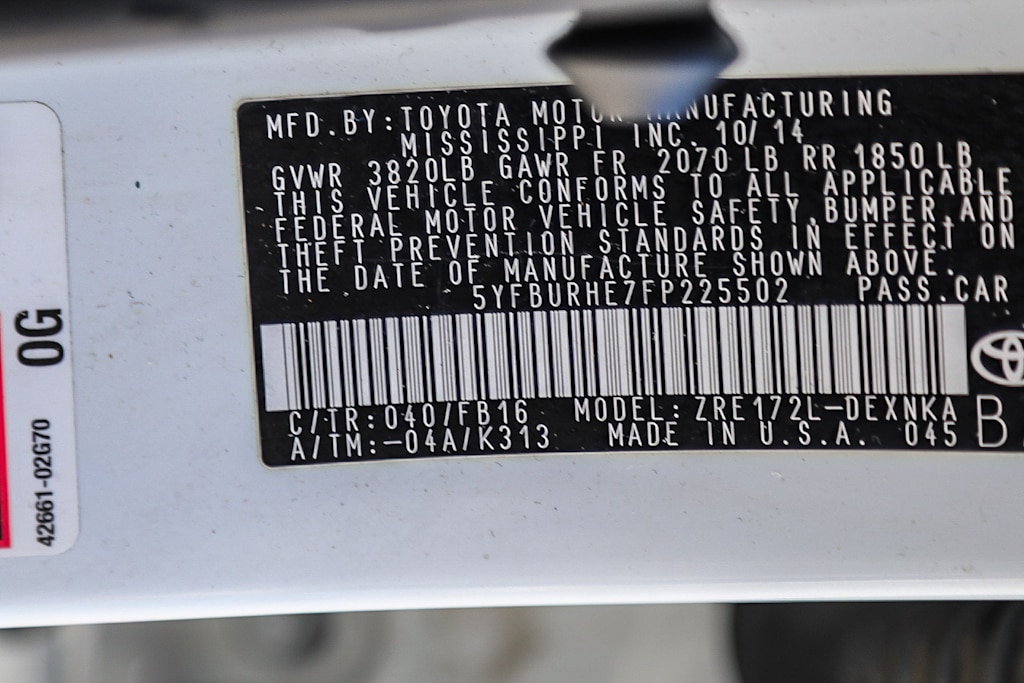 MFD.BY:TOYOTA MOTOR MANUFACTURING
MISSISSIPPI INC. 10/14
GVWR 3820LB GAWR FR 2070LB RR 1850LB
THIS VEHICLE CONFORMS TO ALL APPLICABLE
FEDERAL MOTOR VEHICLE SAFETY,BUMPER,AND
THEFT PREVENTION STANDARDS IN EFFECT ON
THE DATE OF MANUFACTURE SHOWN ABOVE.
5YFBURHE7FP225502 PASS.CAR
C/TR:040/FB16 MODEL:ZRE172L-DEXNKA
A/TM:-04A/K313 MADE IN U.S.A. 045 B
0G
42661-02G70